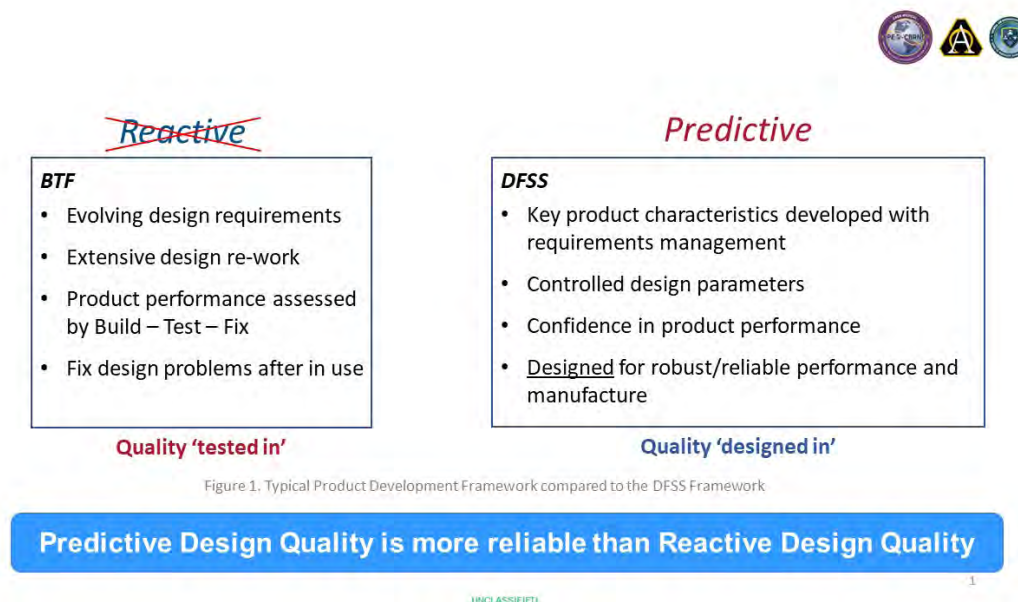 Reactive
Predictive
BTF
• Evolving design requirements
• Extensive design re-work
• Product performance assessed
by Build – Test – Fix
• Fix design problems after in use
Quality ‘tested in’
DFSS
• Key product characteristics developed with
requirements management
• Controlled design parameters
• Confidence in product performance
• Designed for robust/reliable performance and
manufacture
Quality ‘designed in’
Figure 1. Typical Product Development Framework compared to the DFSS Framework
Predictive Design Quality is more reliable than Reactive Design Quality
1